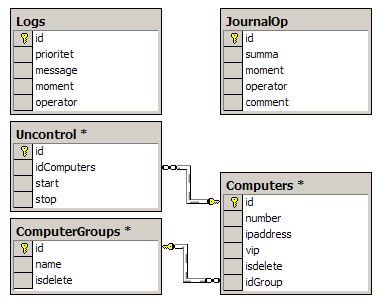 Logs
id
prioritet
message
moment
operator
JournalOp
id
summa
moment
operator
comment
Uncontrol *
id
idComputers
start
stop
Computers *
id
number
ipaddress
vip
isdelete
idGroup
ComputerGroups *
id
name
isdelete